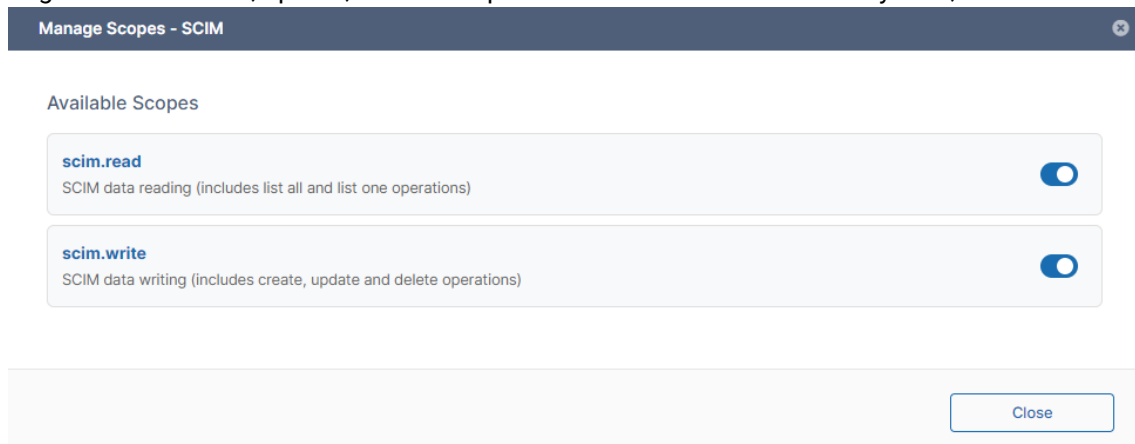 Manage Scopes - SCIM
Available Scopes
scim.read
SCIM data reading (includes list all and list one operations)
scim.write
SCIM data writing (includes create, update and delete operations)
Close